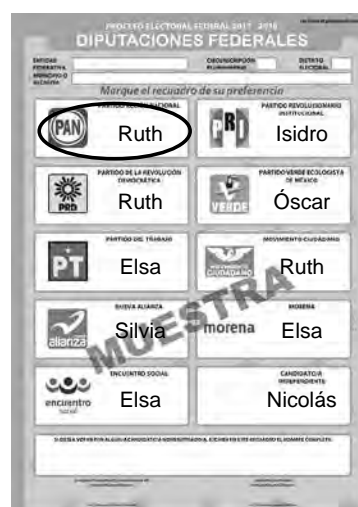 PROCESO ELECTORAL FEDERAL 2017 - 2018
DIPUTACIONES FEDERALES
ENTIDAD FEDERATIVA
CIRCUNSCRIPCIÓN PLURINOMINAL
DISTRITO ELECTORAL
MUNICIPIO O
Marque el recuadro de su preferencia
PARTIDO ACCIÓN NACIONAL
PAN
Ruth
PARTIDO REVOLUCIONARIO INSTITUCIONAL
PRI
Isidro
PARTIDO DE LA REVOLUCIÓN DEMOCRÁTICA
PRD
Ruth
PARTIDO VERDE ECOLOGISTA DE MÉXICO
VERDE
Óscar
PARTIDO DEL TRABAJO
PT
Elsa
MOVIMIENTO CIUDADANO
MOVIMIENTO CIUDADANO
Ruth
NUEVA ALIANZA
alianza
Silvia
MORENA
morena
Elsa
ENCUENTRO SOCIAL
encuentro social
Elsa
CANDIDATO/A INDEPENDIENTE
Nicolás
MUESTRA